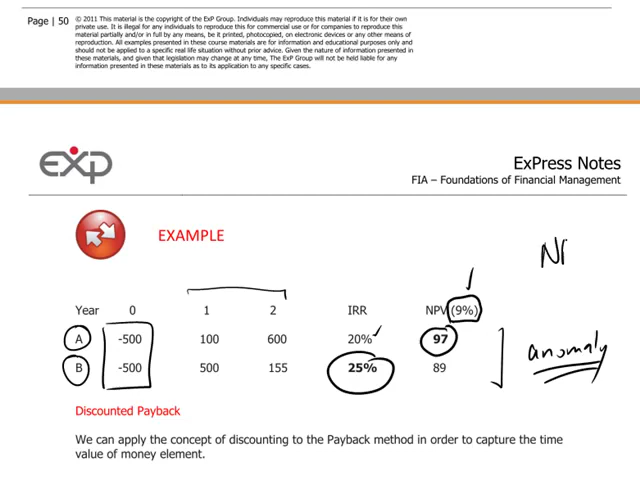 Page | 50
© 2011 This material is the copyright of the ExP Group. Individuals may reproduce this material if it is for their own
private use. It is illegal for any individuals to reproduce this for commercial use or for companies to reproduce this
material partially and/or in full by any means, be it printed, photocopied, on electronic devices or any other means of
reproduction. All examples presented in these course materials are for information and educational purposes only and
should not be applied to a specific real life situation without prior advice. Given the nature of information presented in
these materials, and given that legislation may change at any time, The ExP Group will not be held liable for any
information presented in these materials as to its application to any specific cases.
exp
ExPress Notes
FIA – Foundations of Financial Management
EXAMPLE
Year 0 1 2 IRR NPV (9%)
A -500 100 600 20% 97
B -500 500 155 25% 89
anomaly
Discounted Payback
We can apply the concept of discounting to the Payback method in order to capture the time
value of money element.